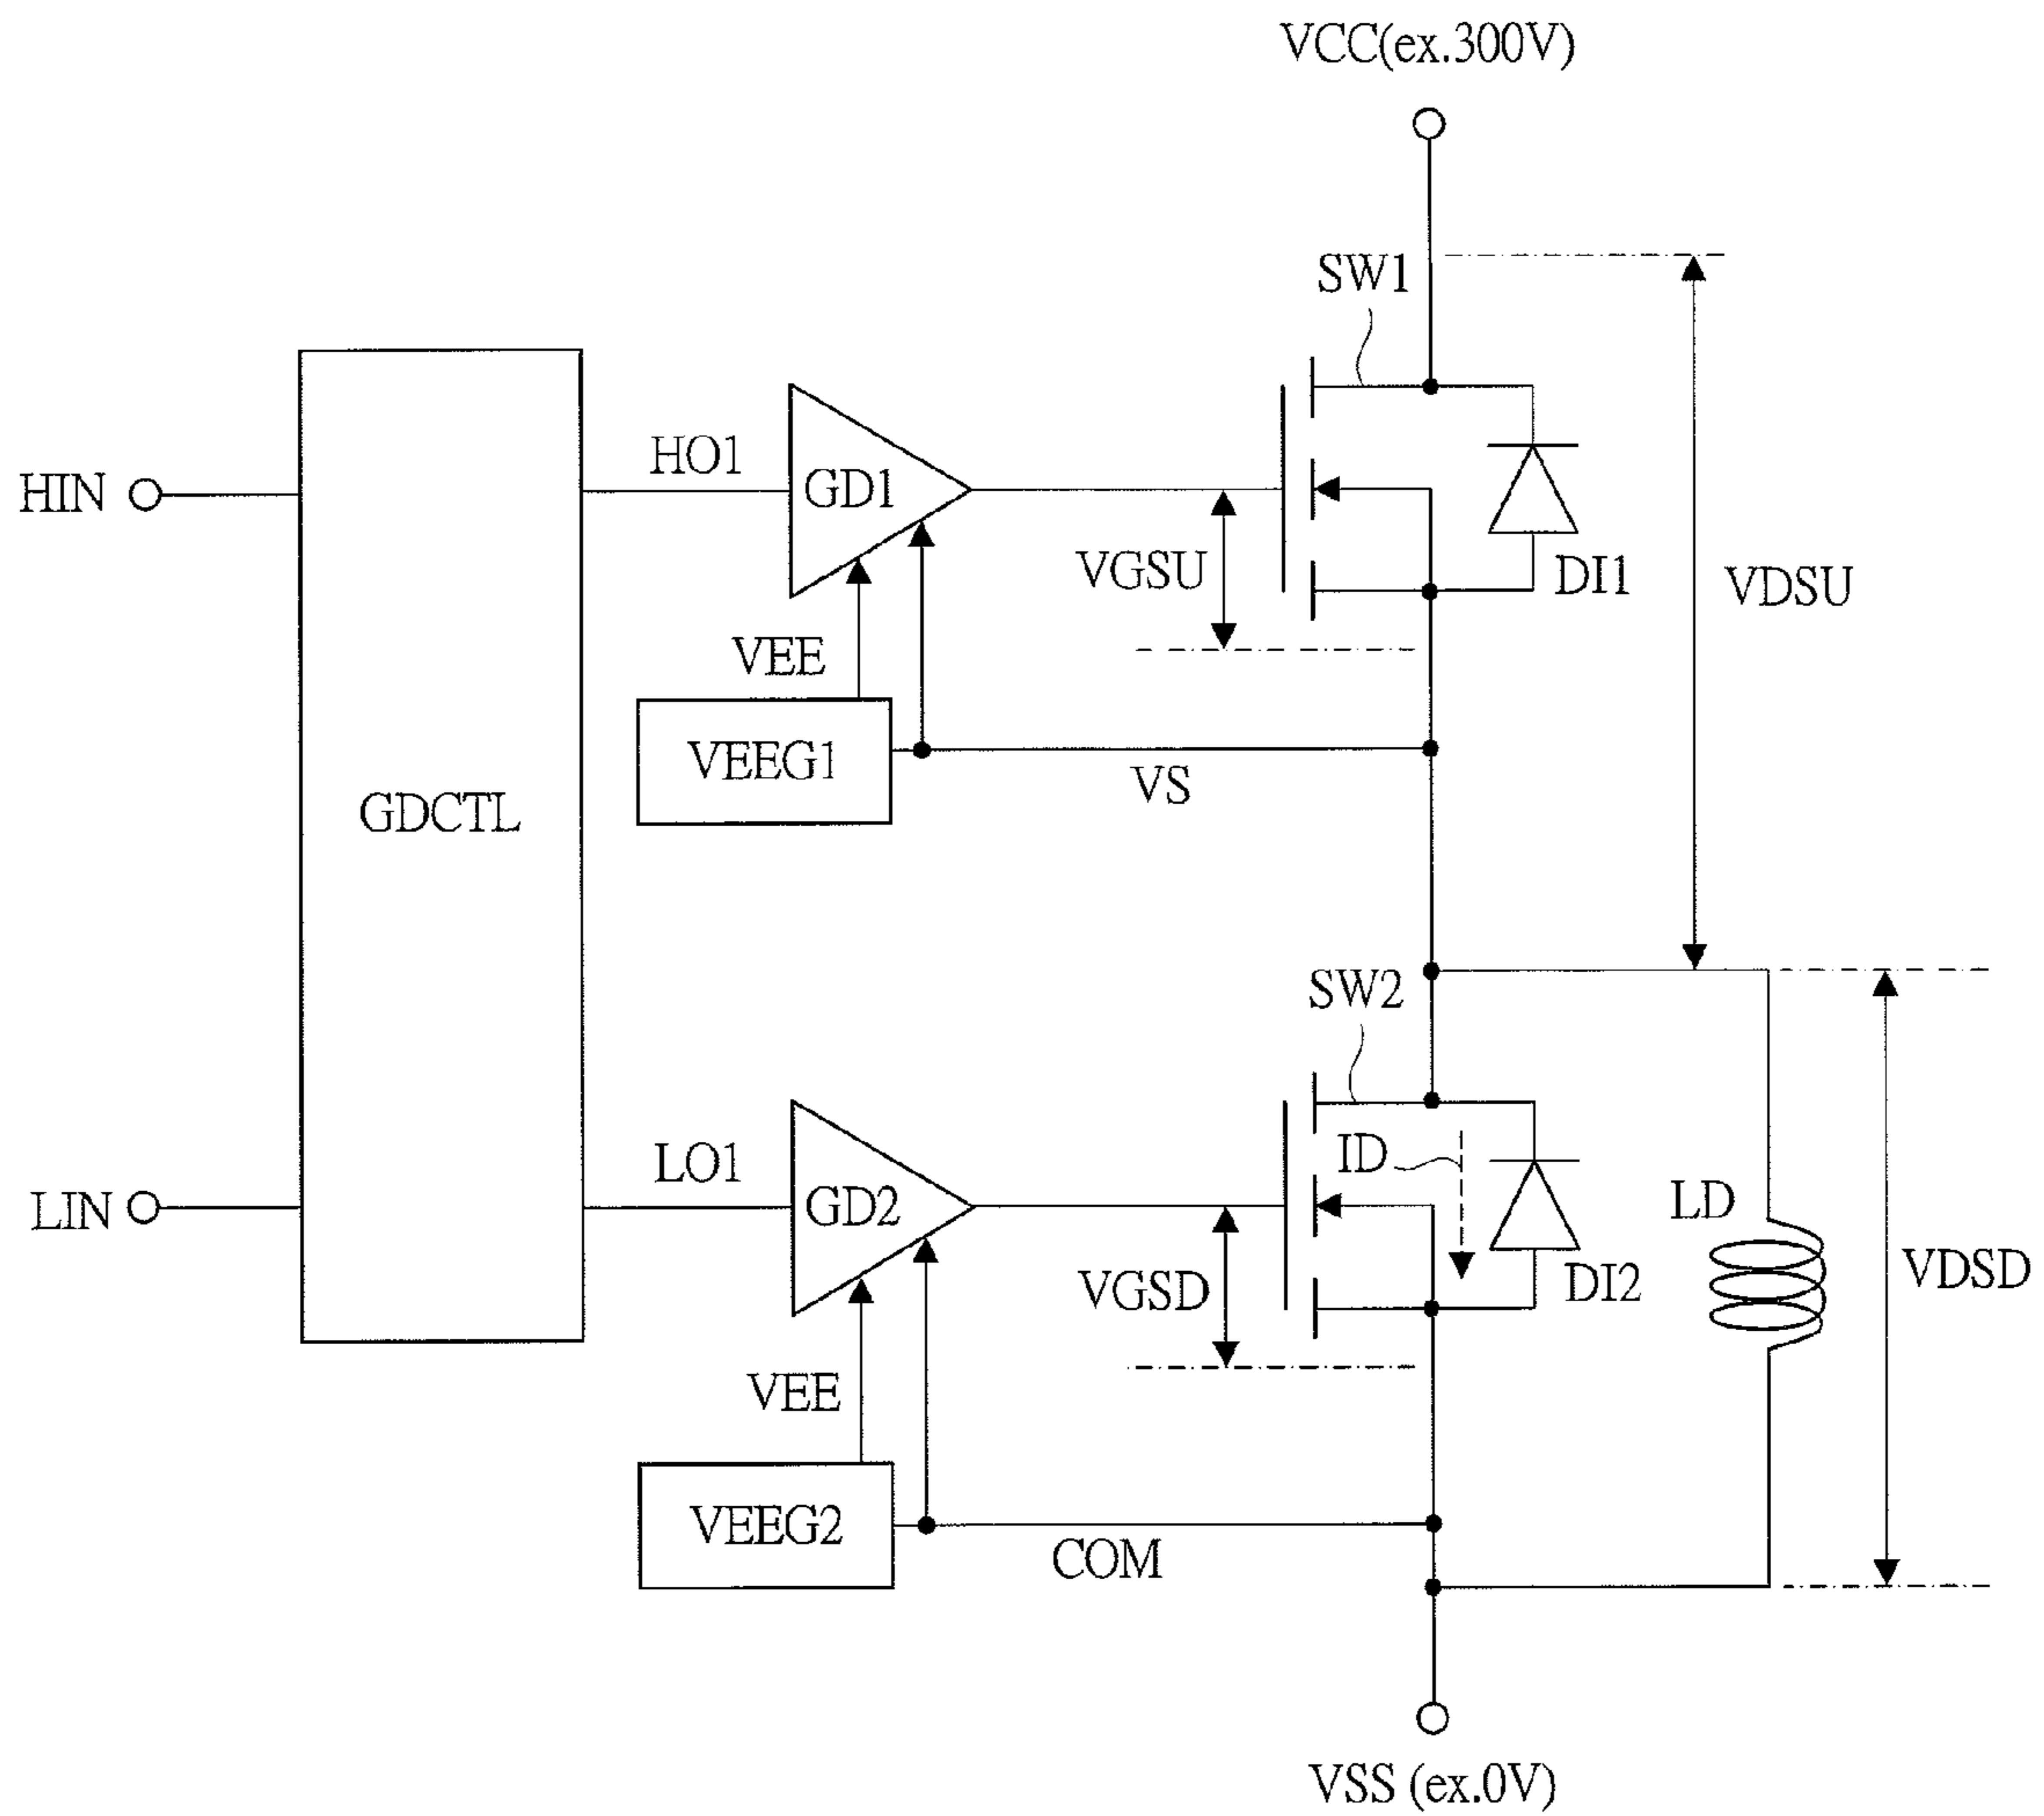 VCC(ex.300V)
SW1
HO1
HIN
GD1
VGSU
DI1
VDSU
VEE
VEEG1
VS
GDCTL
SW2
ID
LO1
LIN
GD2
LD
VGSD
DI2
VDSD
VEE
VEEG2
COM
VSS (ex.0V)